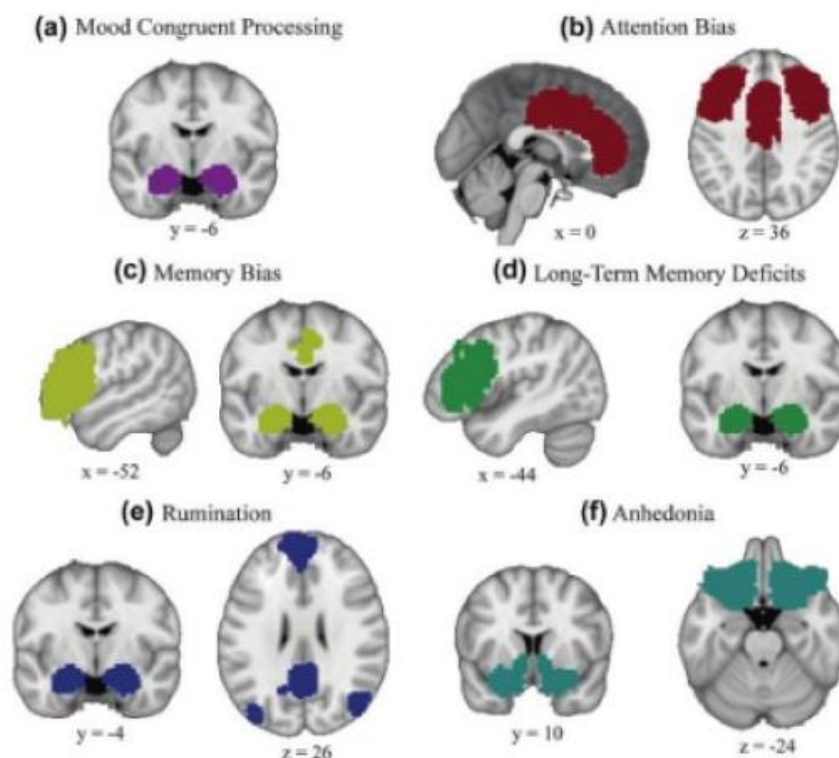 (a) Mood Congruent Processing
(b) Attention Bias
y = -6
x = 0
z = 36
(c) Memory Bias
(d) Long-Term Memory Deficits
x = -52
y = -6
x = -44
y = -6
(e) Rumination
(f) Anhedonia
y = -4
z = 26
y = 10
z = -24